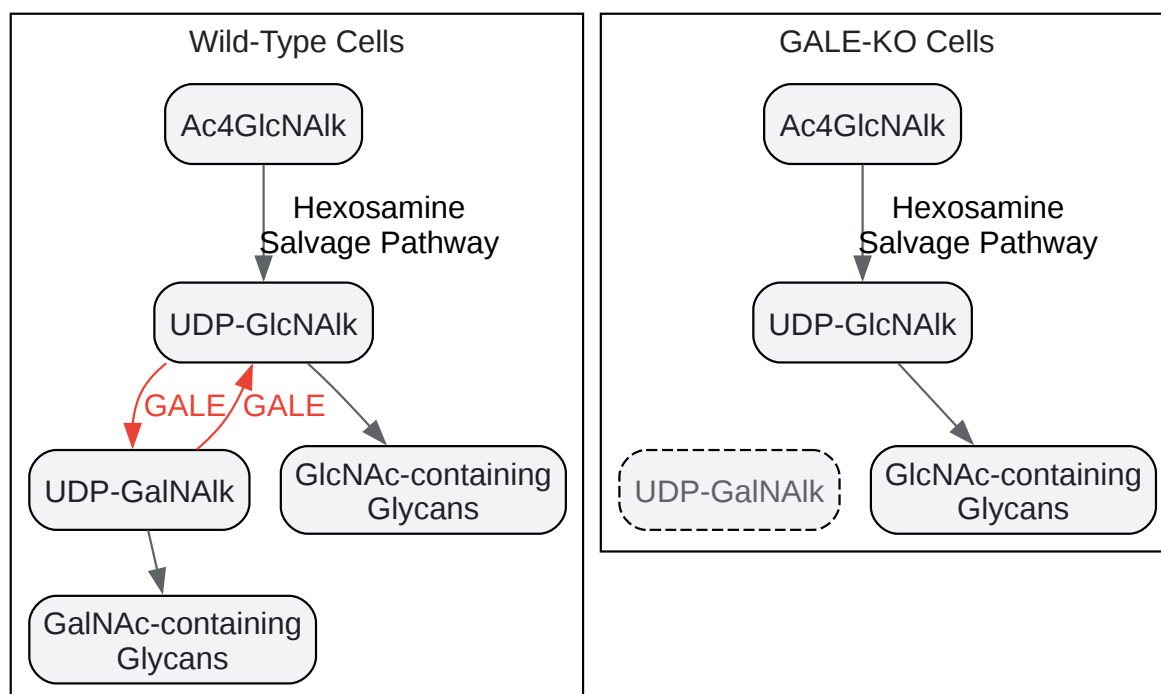 Wild-Type Cells
Ac4GlcNAlk
Hexosamine
Salvage Pathway
UDP-GlcNAlk
GALE
GALE
UDP-GalNAlk
GlcNAc-containing
Glycans
GalNAc-containing
Glycans
GALE-KO Cells
Ac4GlcNAlk
Hexosamine
Salvage Pathway
UDP-GlcNAlk
UDP-GalNAlk
GlcNAc-containing
Glycans